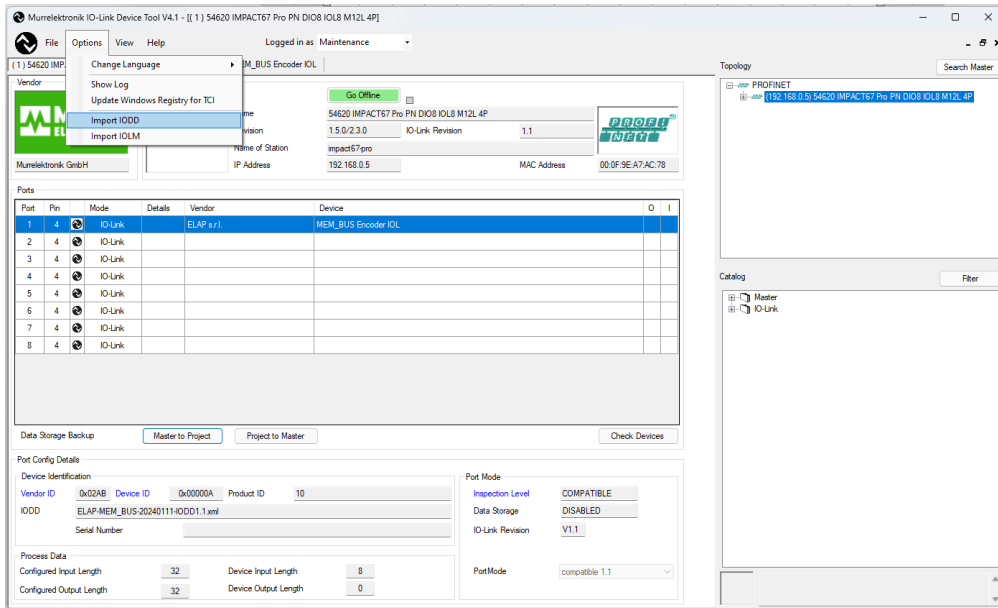 Murrelektronik IO-Link Device Tool V4.1 - [( 1 ) 54620 IMPACT67 Pro PN DIO8 IOL8 M12L 4P]
File Options View Help Logged in as Maintenance
( 1 ) 54620 IMP. EM_BUS Encoder IOL
Change Language
Show Log
Update Windows Registry for TCI
Import IODD
Import IOLM
Vendor
Murrelektronik GmbH
Go Offline
me 54620 IMPACT67 Pro PN DIO8 IOL8 M12L 4P
vision 1.5.0/2.3.0 IO-Link Revision 1.1
Name of Station impact67-pro
IP Address 192.168.0.5 MAC Address 00:0F:9E:A7:AC:78
PROFI
NET
Ports
Port Pin Mode Details Vendor Device O I
1 4 IO-Link ELAP s.r.l. MEM_BUS Encoder IOL
2 4 IO-Link
3 4 IO-Link
4 4 IO-Link
5 4 IO-Link
6 4 IO-Link
7 4 IO-Link
8 4 IO-Link
Data Storage Backup Master to Project Project to Master Check Devices
Port Config Details
Device Identification
Vendor ID 0x02AB Device ID 0x00000A Product ID 10
IODD ELAP-MEM_BUS-20240111-IODD1.1.xml
Serial Number
Port Mode
Inspection Level COMPATIBLE
Data Storage DISABLED
IO-Link Revision V1.1
PortMode compatible 1.1
Process Data
Configured Input Length 32 Device Input Length 8
Configured Output Length 32 Device Output Length 0
Topology Search Master
PROFINET
(192.168.0.5) 54620 IMPACT67 Pro PN DIO8 IOL8 M12L 4P
Catalog Filter
Master
IO-Link